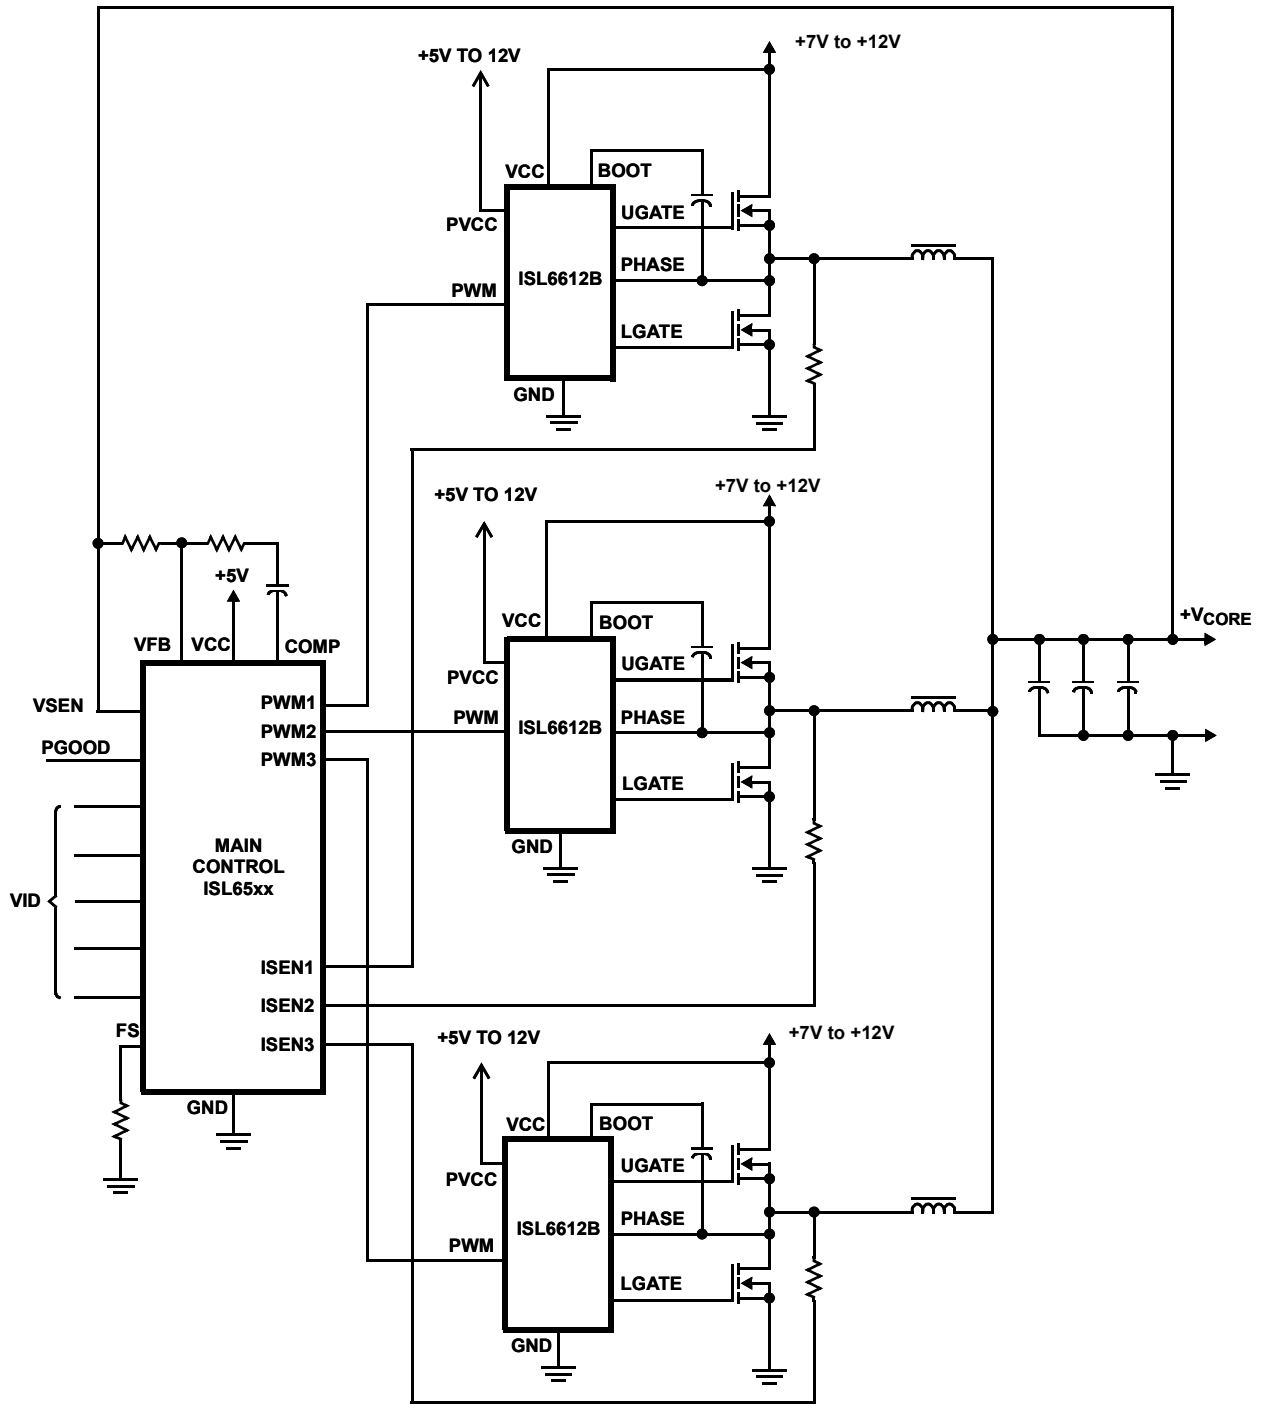 +7V to +12V
+5V TO 12V
VCC
BOOT
PVCC
UGATE
PHASE
ISL6612B
PWM
LGATE
GND
+5V TO 12V
+7V to +12V
+5V
VFB
VCC
COMP
VSEN
PGOOD
PWM1
PWM2
PWM3
MAIN
CONTROL
ISL65xx
VID
ISEN1
ISEN2
ISEN3
FS
GND
VCC
BOOT
PVCC
UGATE
PWM
PHASE
ISL6612B
LGATE
GND
+VCORE
+5V TO 12V
+7V to +12V
VCC
BOOT
PVCC
UGATE
PHASE
ISL6612B
PWM
LGATE
GND